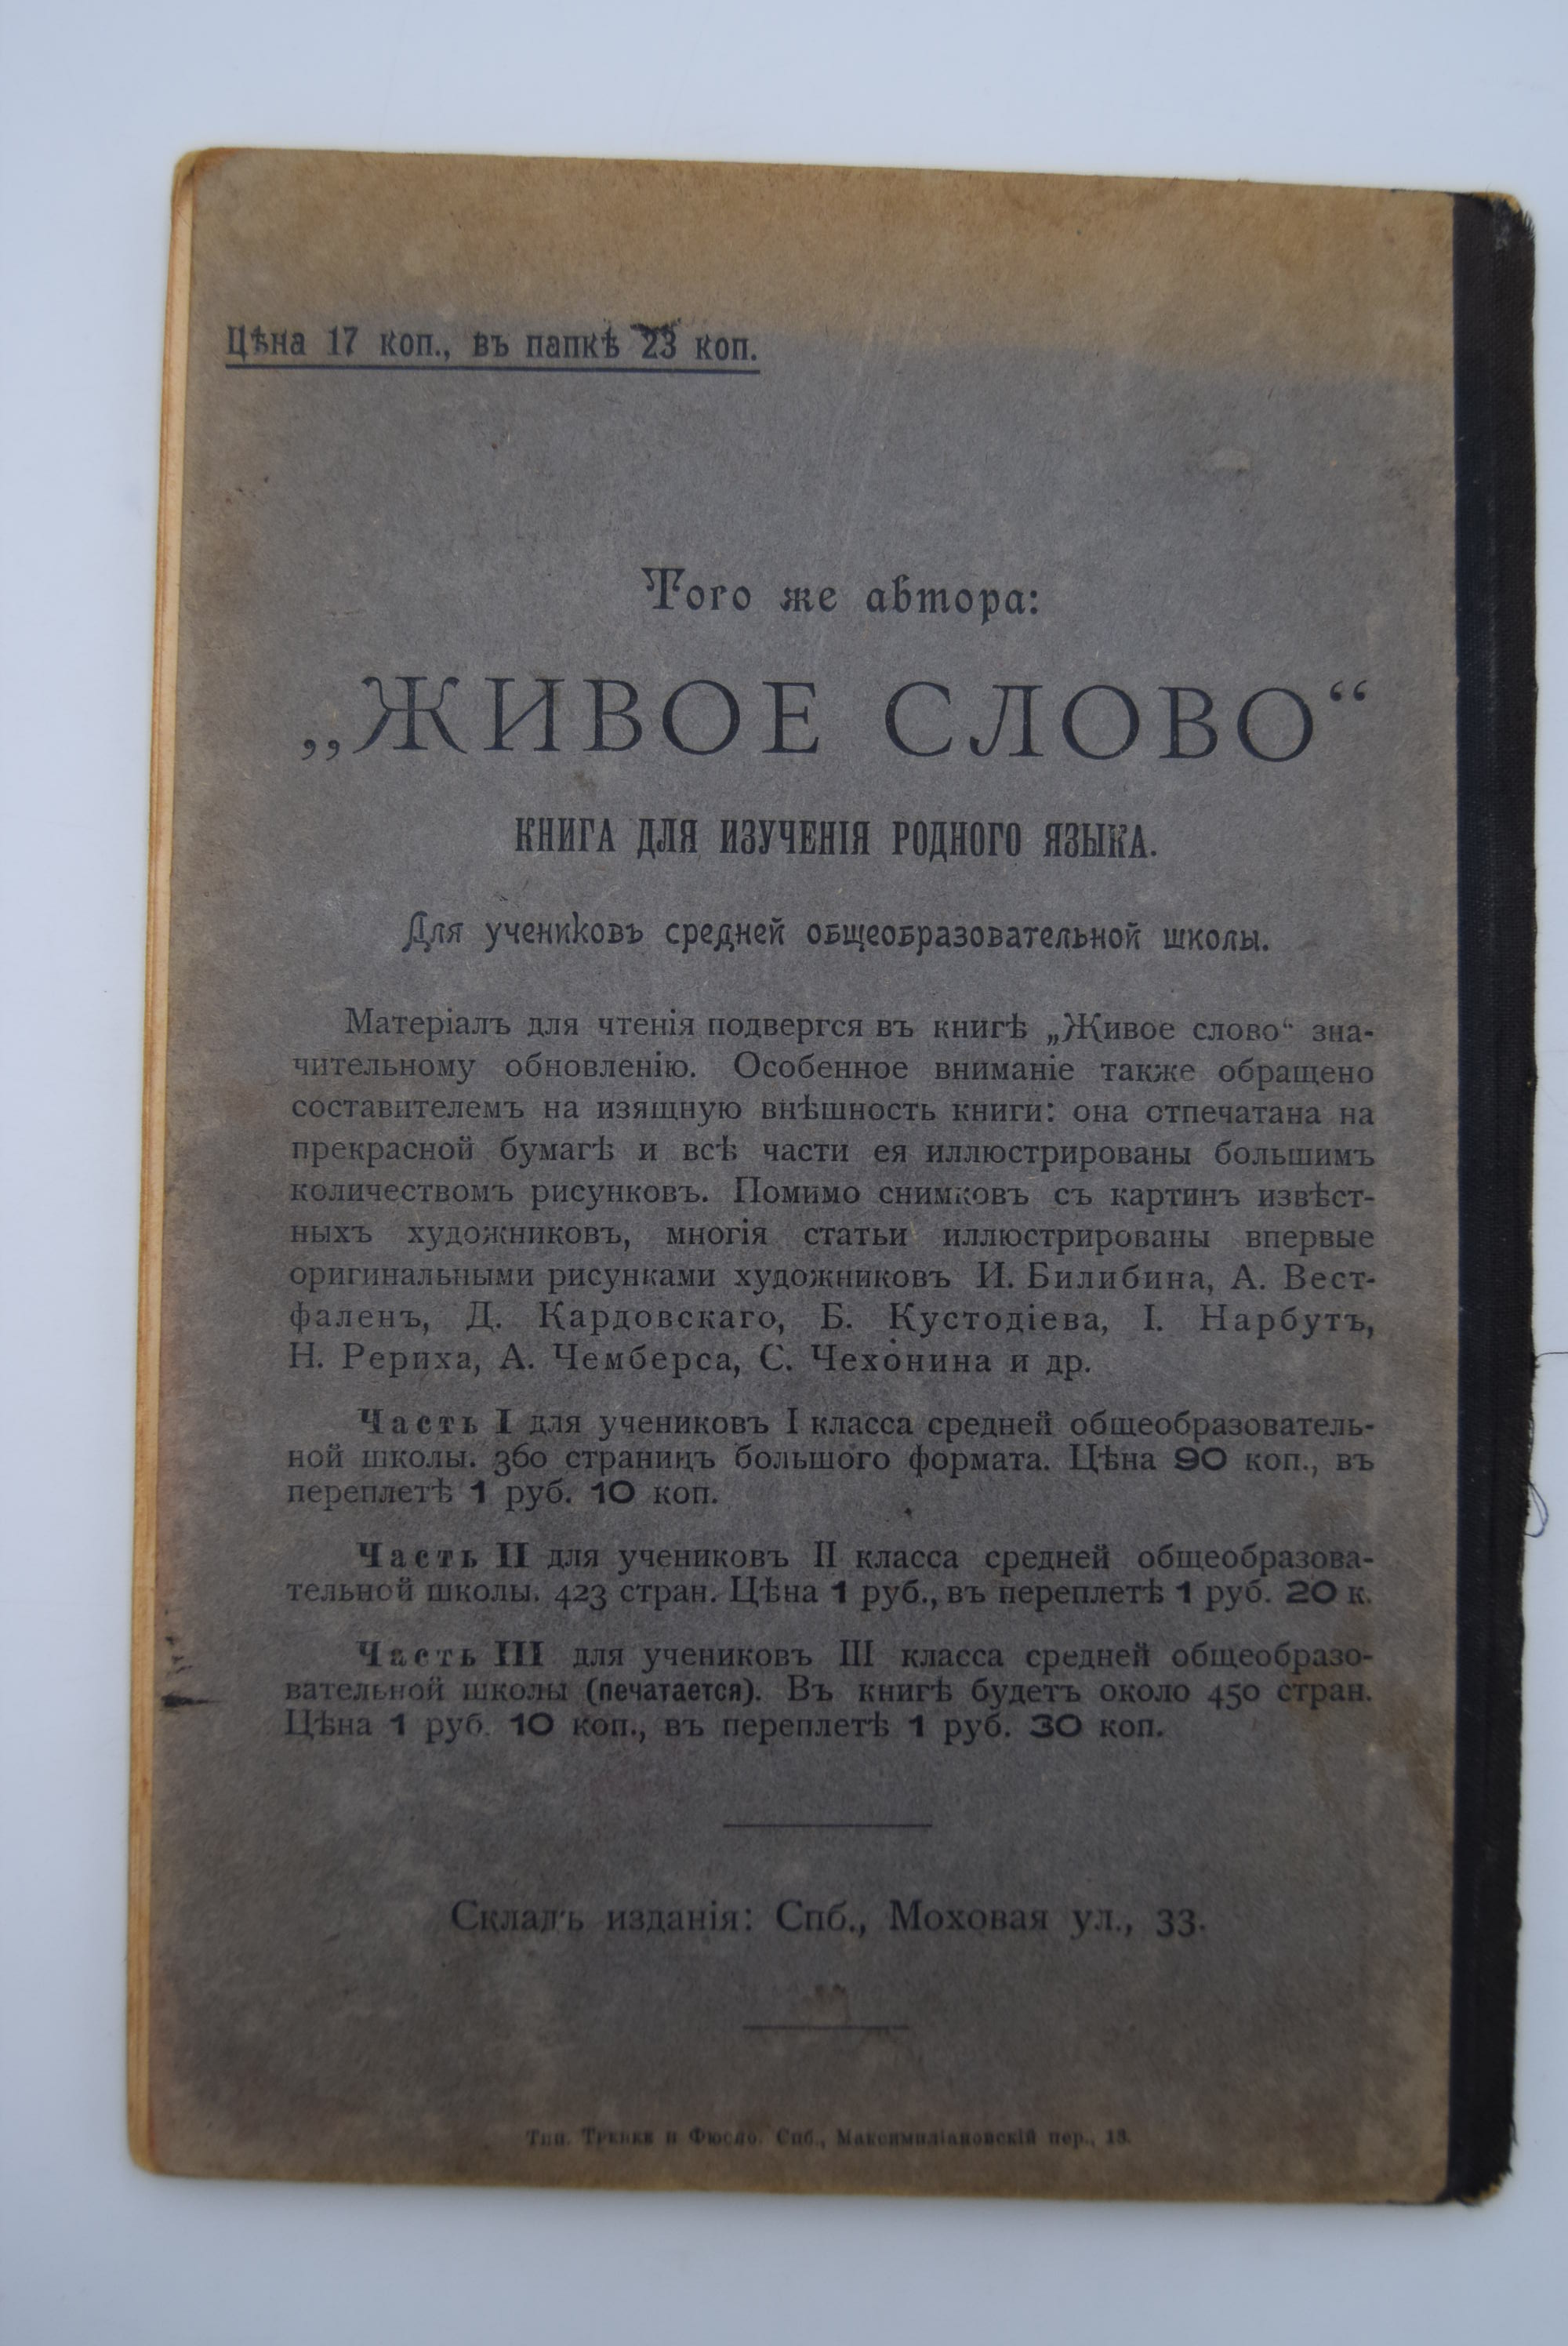 Цѣна 17 коп., въ папкѣ 23 коп.
Того же автора:
„ЖИВОЕ СЛОВО“
КНИГА ДЛЯ ИЗУЧЕНІЯ РОДНОГО ЯЗЫКА.
Для учениковъ средней общеобразовательной школы.
Матеріалъ для чтенія подвергся въ книгѣ „Живое слово“ зна-
чительному обновленію. Особенное вниманіе также обращено
составителемъ на изящную внѣшность книги: она отпечатана на
прекрасной бумагѣ и всѣ части ея иллюстрированы большимъ
количествомъ рисунковъ. Помимо снимковъ съ картинъ извѣст-
ныхъ художниковъ, многія статьи иллюстрированы впервые
оригинальными рисунками художниковъ И. Билибина, А. Вест-
фаленъ, Д. Кардовскаго, Б. Кустодіева, І. Нарбутъ,
Н. Рериха, А. Чемберса, С. Чехонина и др.
Часть I для учениковъ I класса средней общеобразователь-
ной школы. 360 страницъ большого формата. Цѣна 90 коп., въ
переплетѣ 1 руб. 10 коп.
Часть II для учениковъ II класса средней общеобразова-
тельной школы. 423 стран. Цѣна 1 руб., въ переплетѣ 1 руб. 20 к.
Часть III для учениковъ III класса средней общеобразо-
вательной школы (печатается). Въ книгѣ будетъ около 450 стран.
Цѣна 1 руб. 10 коп., въ переплетѣ 1 руб. 30 коп.
Складъ изданія: Спб., Моховая ул., 33.
Тип. Тренке и Фюсно. Спб., Максимиліановскій пер., 13.